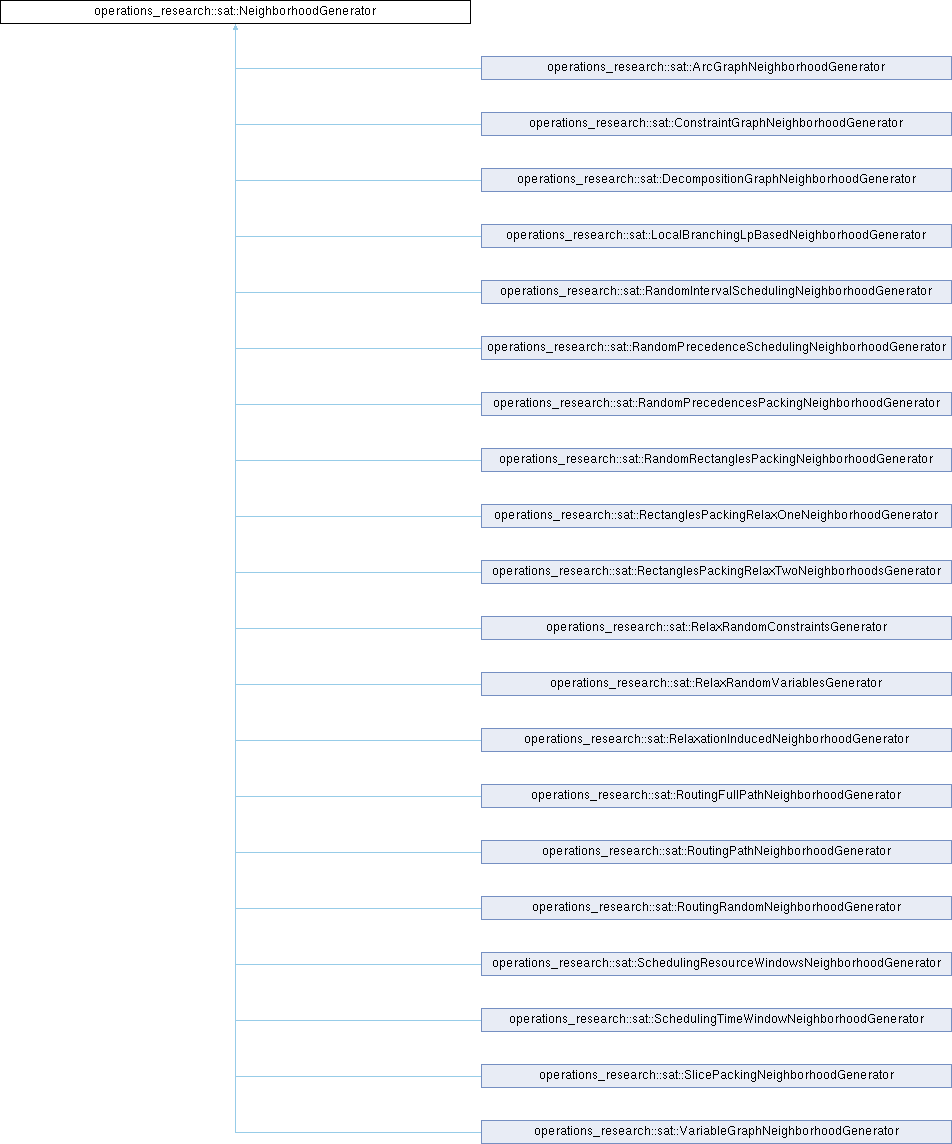 operations_research::sat::NeighborhoodGenerator
operations_research::sat::ArcGraphNeighborhoodGenerator
operations_research::sat::ConstraintGraphNeighborhoodGenerator
operations_research::sat::DecompositionGraphNeighborhoodGenerator
operations_research::sat::LocalBranchingLpBasedNeighborhoodGenerator
operations_research::sat::RandomIntervalSchedulingNeighborhoodGenerator
operations_research::sat::RandomPrecedenceSchedulingNeighborhoodGenerator
operations_research::sat::RandomPrecedencesPackingNeighborhoodGenerator
operations_research::sat::RandomRectanglesPackingNeighborhoodGenerator
operations_research::sat::RectanglesPackingRelaxOneNeighborhoodGenerator
operations_research::sat::RectanglesPackingRelaxTwoNeighborhoodsGenerator
operations_research::sat::RelaxRandomConstraintsGenerator
operations_research::sat::RelaxRandomVariablesGenerator
operations_research::sat::RelaxationInducedNeighborhoodGenerator
operations_research::sat::RoutingFullPathNeighborhoodGenerator
operations_research::sat::RoutingPathNeighborhoodGenerator
operations_research::sat::RoutingRandomNeighborhoodGenerator
operations_research::sat::SchedulingResourceWindowsNeighborhoodGenerator
operations_research::sat::SchedulingTimeWindowNeighborhoodGenerator
operations_research::sat::SlicePackingNeighborhoodGenerator
operations_research::sat::VariableGraphNeighborhoodGenerator